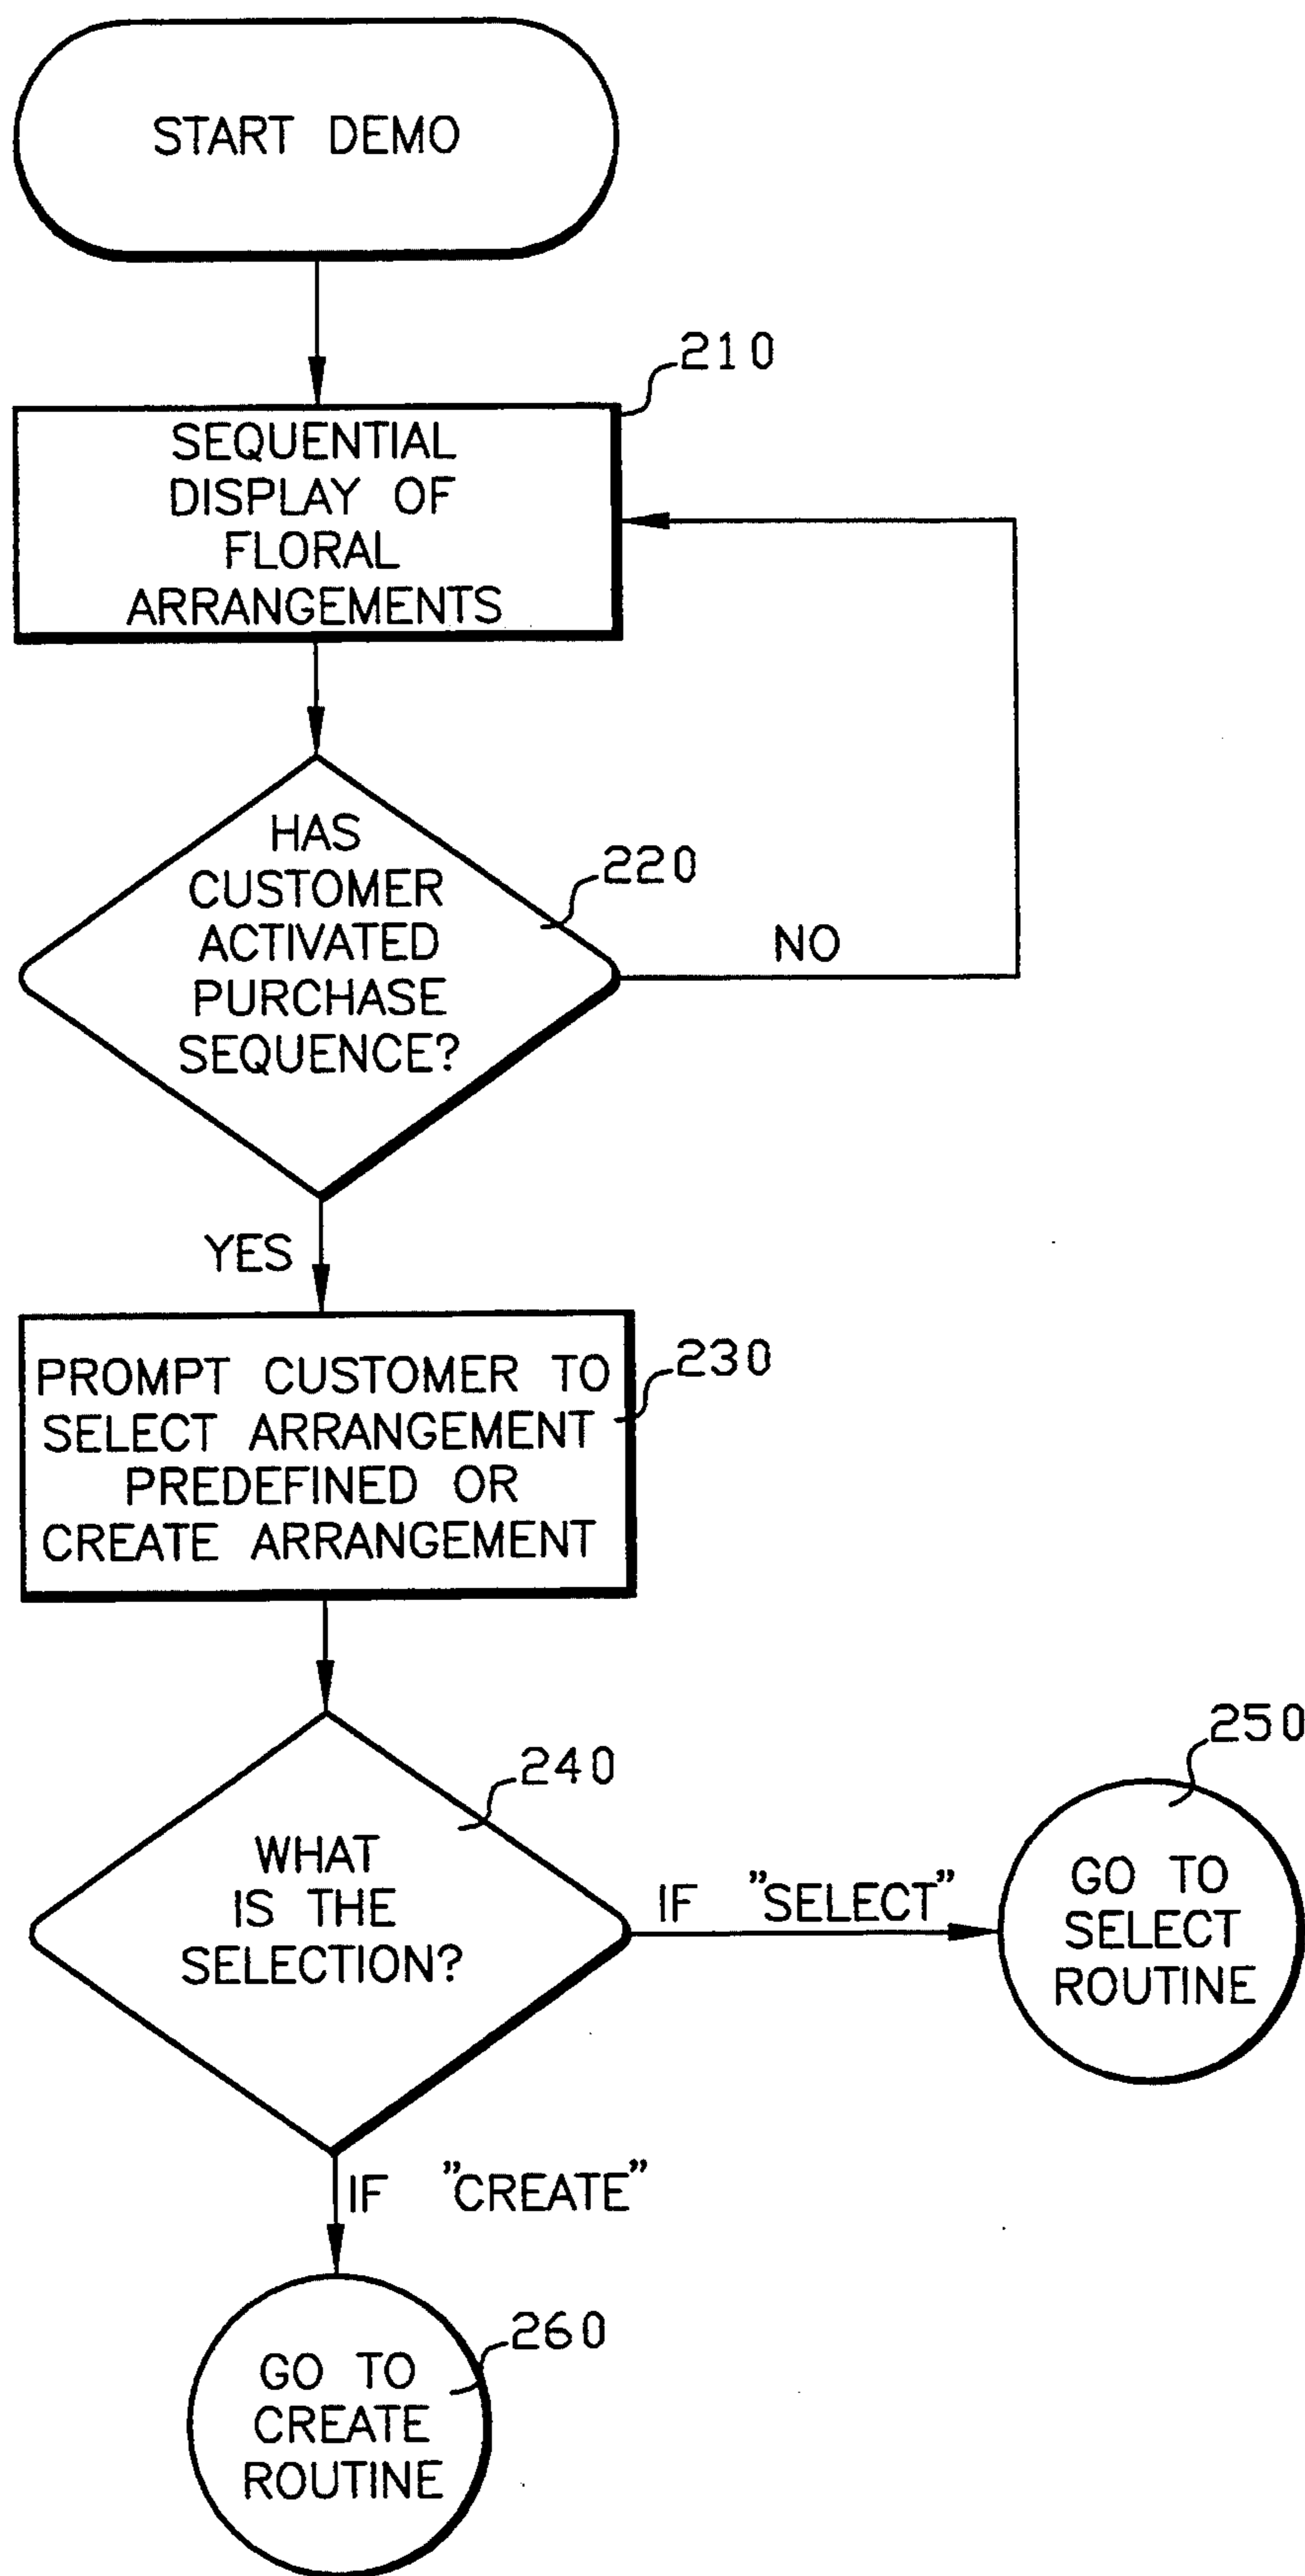 START DEMO
210
SEQUENTIAL
DISPLAY OF
FLORAL
ARRANGEMENTS
220
HAS
CUSTOMER
ACTIVATED
PURCHASE
SEQUENCE?
NO
YES
230
PROMPT CUSTOMER TO
SELECT ARRANGEMENT
PREDEFINED OR
CREATE ARRANGEMENT
240
WHAT
IS THE
SELECTION?
IF "SELECT"
250
GO TO
SELECT
ROUTINE
IF "CREATE"
260
GO TO
CREATE
ROUTINE